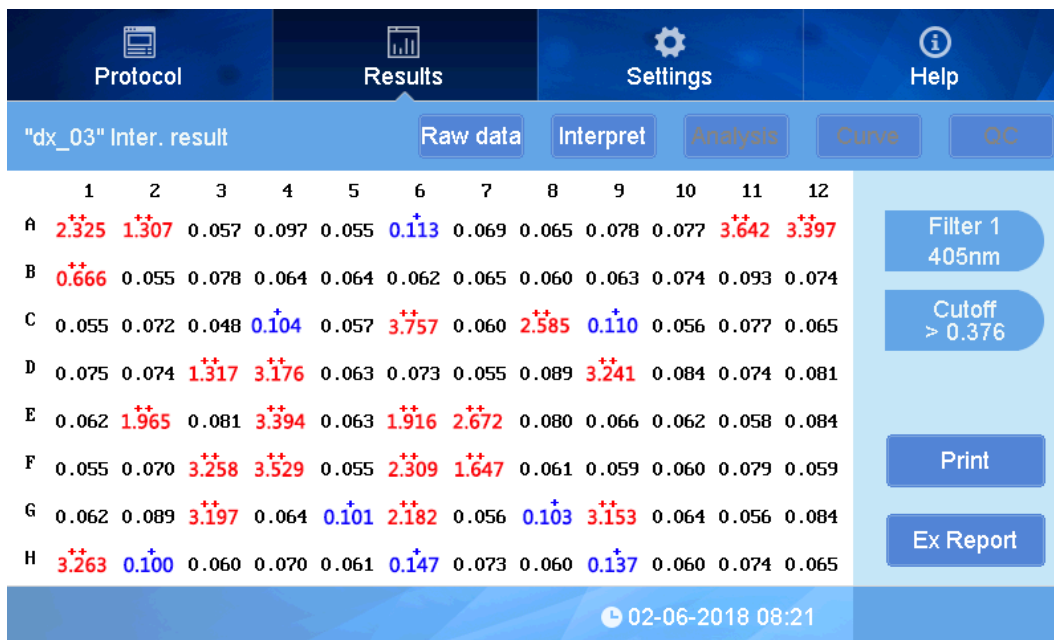 Protocol Results Settings Help
"dx_03" Inter. result Raw data Interpret Analysis Curve QC
1 2 3 4 5 6 7 8 9 10 11 12
A ++2.325 ++1.307 0.057 0.097 0.055 +0.113 0.069 0.065 0.078 0.077 ++3.642 ++3.397
B ++0.666 0.055 0.078 0.064 0.064 0.062 0.065 0.060 0.063 0.074 0.093 0.074
C 0.055 0.072 0.048 +0.104 0.057 ++3.757 0.060 ++2.585 +0.110 0.056 0.077 0.065
D 0.075 0.074 ++1.317 ++3.176 0.063 0.073 0.055 0.089 ++3.241 0.084 0.074 0.081
E 0.062 ++1.965 0.081 ++3.394 0.063 ++1.916 ++2.672 0.080 0.066 0.062 0.058 0.084
F 0.055 0.070 ++3.258 ++3.529 0.055 ++2.309 ++1.647 0.061 0.059 0.060 0.079 0.059
G 0.062 0.089 ++3.197 0.064 +0.101 ++2.182 0.056 +0.103 ++3.153 0.064 0.056 0.084
H ++3.263 +0.100 0.060 0.070 0.061 +0.147 0.073 0.060 +0.137 0.060 0.074 0.065
Filter 1
405nm
Cutoff
> 0.376
Print
Ex Report
02-06-2018 08:21